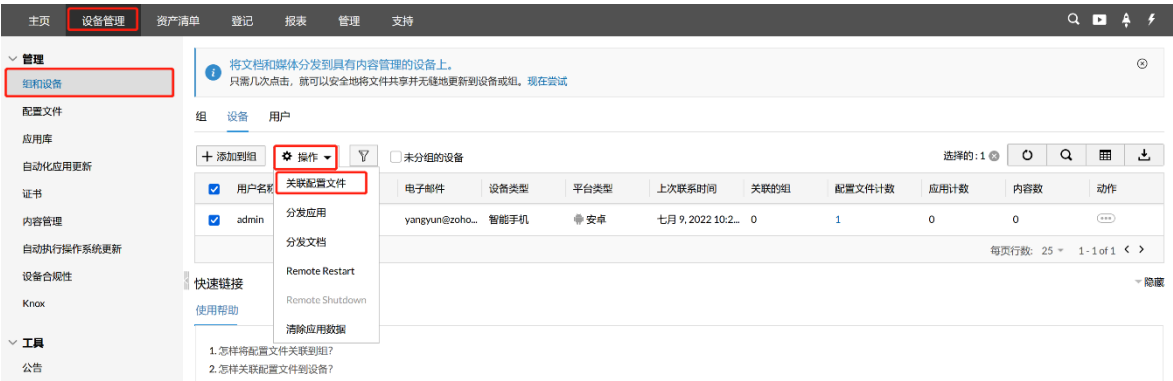 主页 设备管理 资产清单 登记 报表 管理 支持
管理
组和设备
配置文件
应用库
自动化应用更新
证书
内容管理
自动执行操作系统更新
设备合规性
Knox
工具
公告
将文档和媒体分发到具有内容管理的设备上。
只需几次点击，就可以安全地将文件共享并无缝地更新到设备或组。现在尝试
组 设备 用户
添加到组 操作 未分组的设备 选择的:1
关联配置文件
分发应用
分发文档
Remote Restart
Remote Shutdown
清除应用数据
用户名称 电子邮件 设备类型 平台类型 上次联系时间 关联的组 配置文件计数 应用计数 内容数 动作
admin yangyun@zoho... 智能手机 安卓 七月 9, 2022 10:2... 0 1 0 0
每页行数: 25 1 - 1 of 1
快速链接 隐藏
使用帮助
1. 怎样将配置文件关联到组?
2. 怎样关联配置文件到设备?